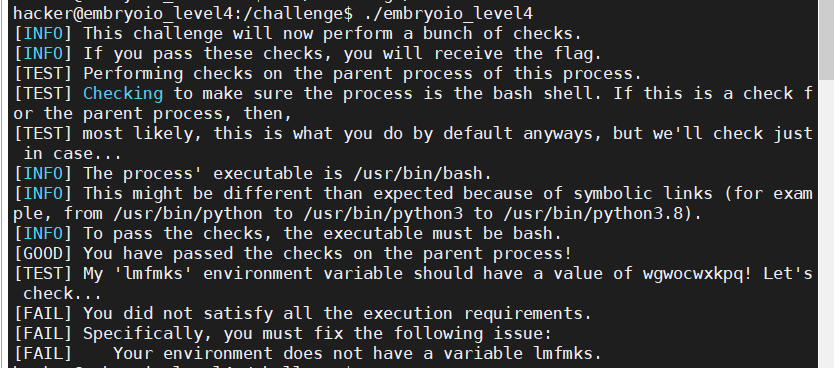 hacker@embryoio_level4:/challenge$ ./embryoio_level4
[INFO] This challenge will now perform a bunch of checks.
[INFO] If you pass these checks, you will receive the flag.
[TEST] Performing checks on the parent process of this process.
[TEST] Checking to make sure the process is the bash shell. If this is a check f
or the parent process, then,
[TEST] most likely, this is what you do by default anyways, but we'll check just
 in case...
[INFO] The process' executable is /usr/bin/bash.
[INFO] This might be different than expected because of symbolic links (for exam
ple, from /usr/bin/python to /usr/bin/python3 to /usr/bin/python3.8).
[INFO] To pass the checks, the executable must be bash.
[GOOD] You have passed the checks on the parent process!
[TEST] My 'lmfmks' environment variable should have a value of wgwocwxkpq! Let's
 check...
[FAIL] You did not satisfy all the execution requirements.
[FAIL] Specifically, you must fix the following issue:
[FAIL]    Your environment does not have a variable lmfmks.